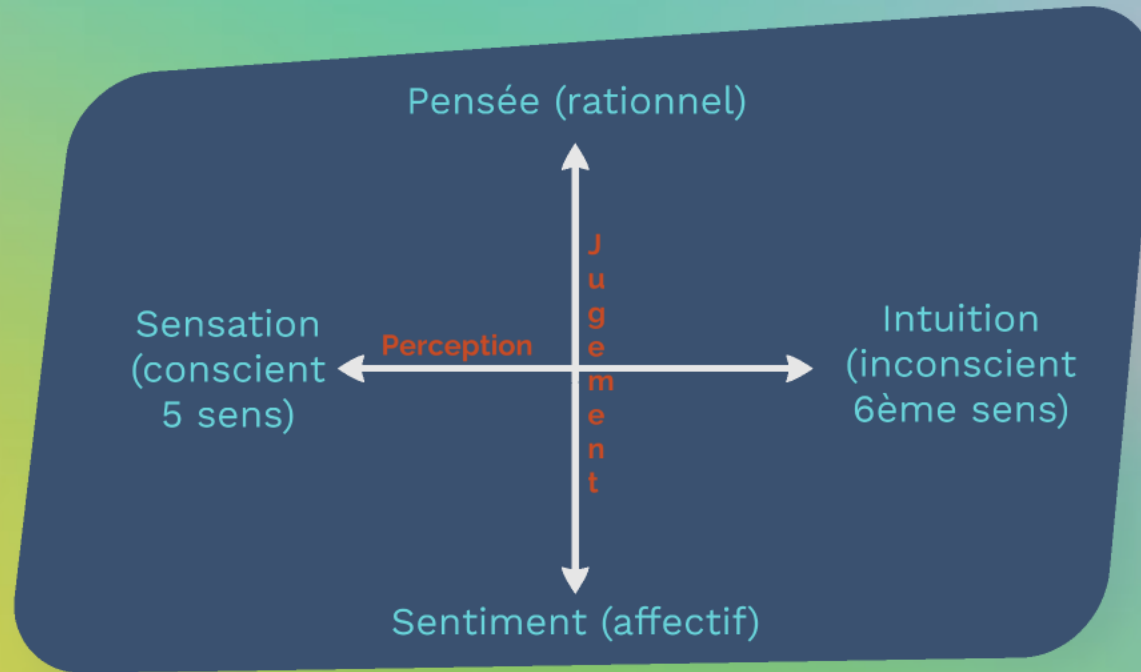 Pensée (rationnel)
Jugement
Sensation
(conscient
5 sens)
Perception
Intuition
(inconscient
6ème sens)
Sentiment (affectif)